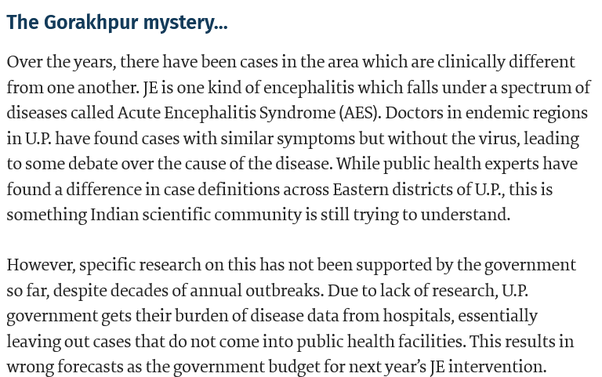 The Gorakhpur mystery...
Over the years, there have been cases in the area which are clinically different
from one another. JE is one kind of encephalitis which falls under a spectrum of
diseases called Acute Encephalitis Syndrome (AES). Doctors in endemic regions
in U.P. have found cases with similar symptoms but without the virus, leading
to some debate over the cause of the disease. While public health experts have
found a difference in case definitions across Eastern districts of U.P., this is
something Indian scientific community is still trying to understand.
However, specific research on this has not been supported by the government
so far, despite decades of annual outbreaks. Due to lack of research, U.P.
government gets their burden of disease data from hospitals, essentially
leaving out cases that do not come into public health facilities. This results in
wrong forecasts as the government budget for next year's JE intervention.